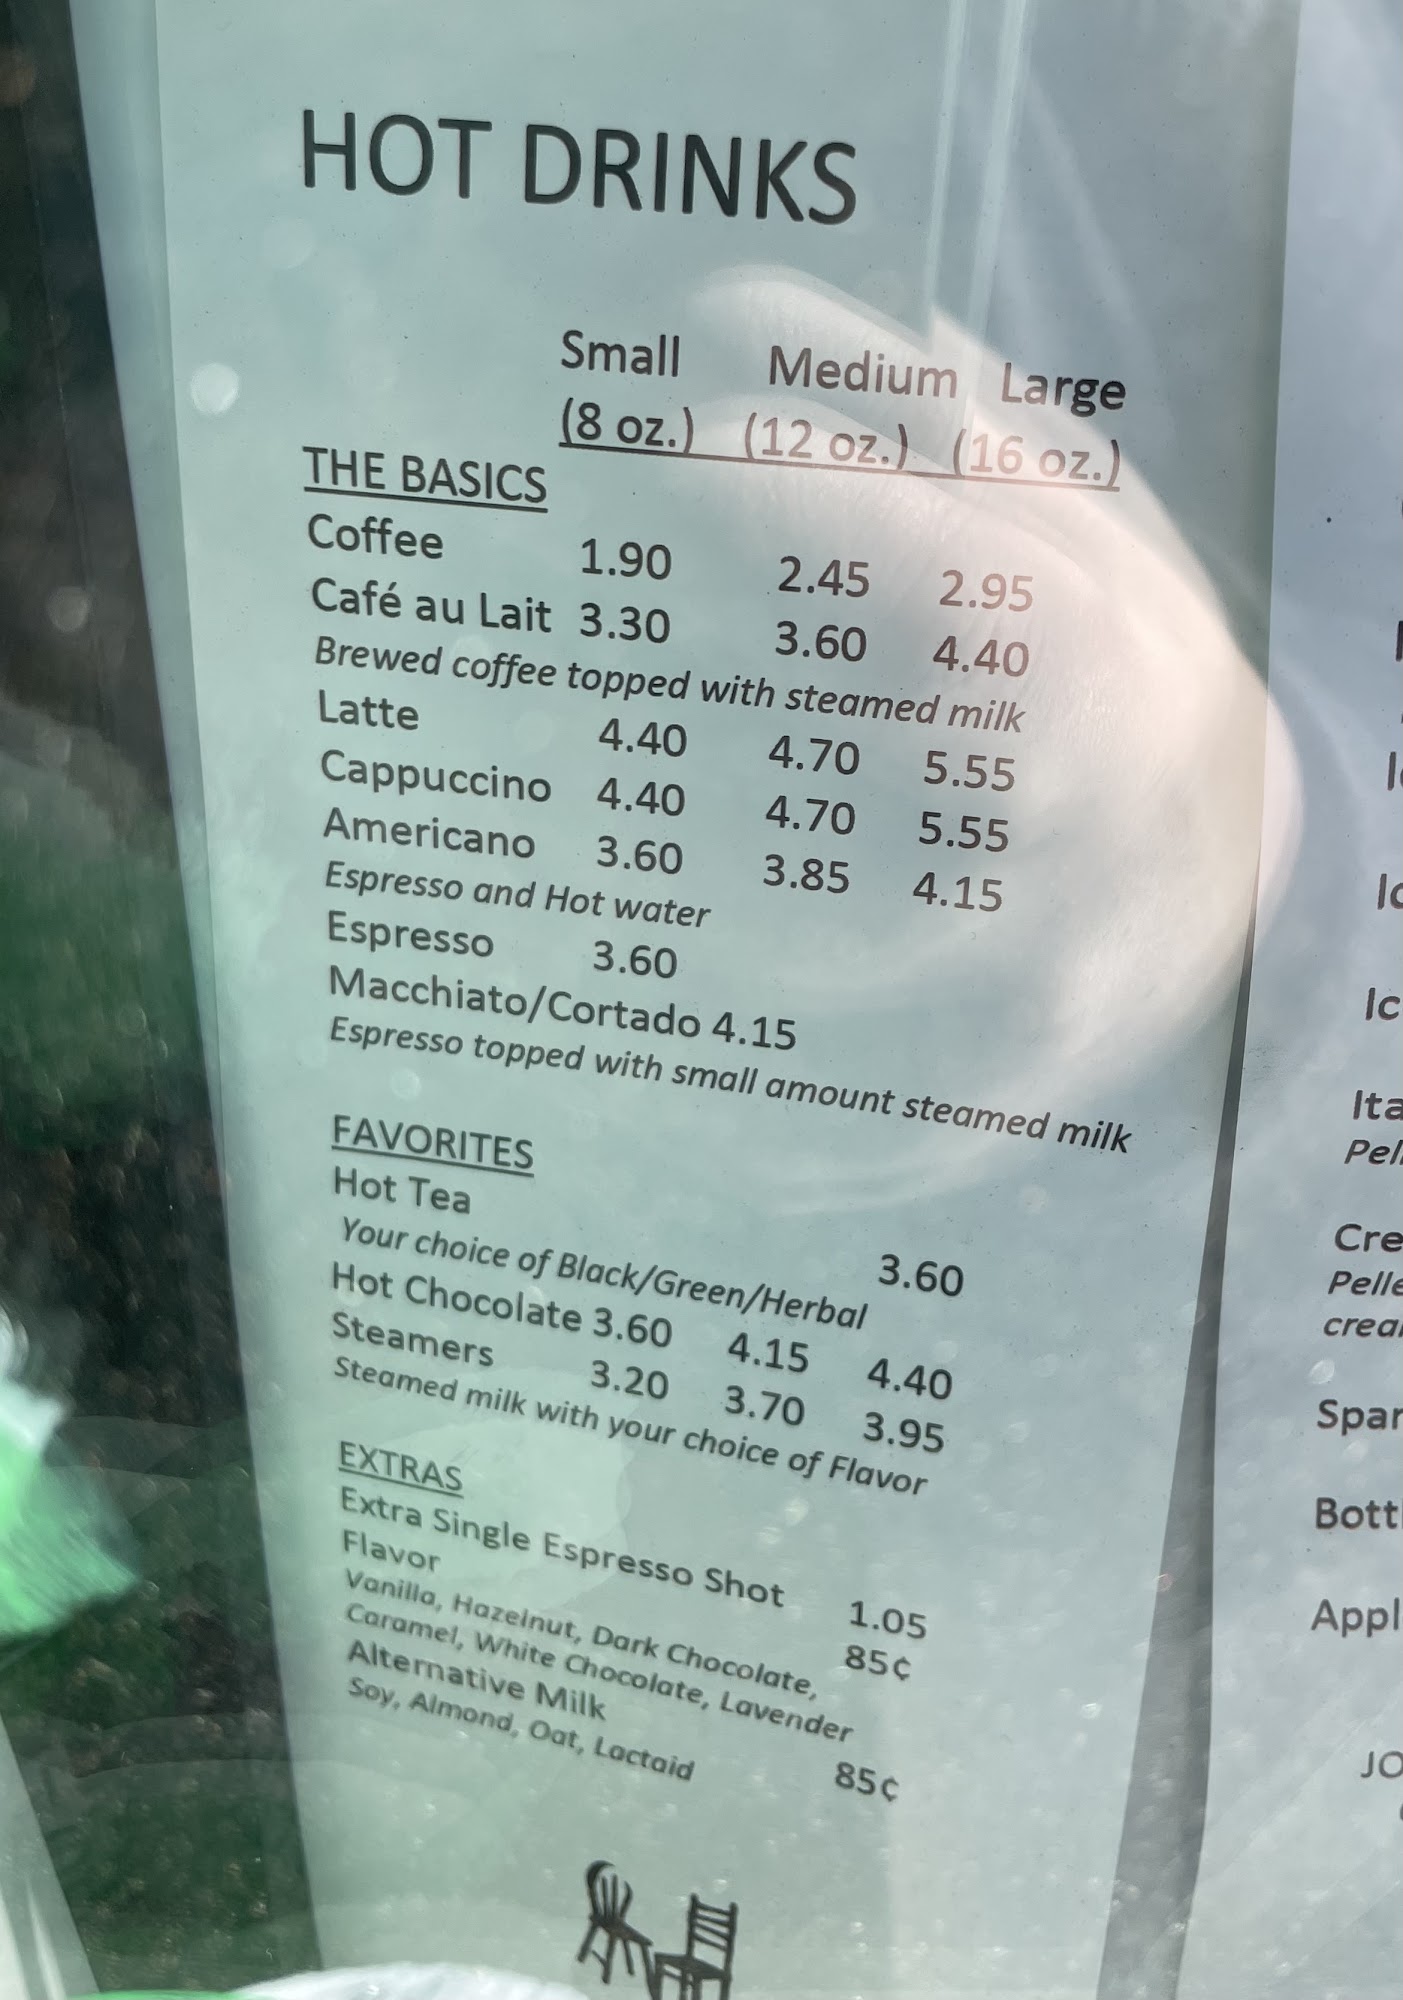 HOT DRINKS
Small Medium Large
(8 oz.) (12 oz.) (16 oz.)
THE BASICS
Coffee 1.90 2.45 2.95
Café au Lait 3.30 3.60 4.40
Brewed coffee topped with steamed milk
Latte 4.40 4.70 5.55
Cappuccino 4.40 4.70 5.55
Americano 3.60 3.85 4.15
Espresso and Hot water
Espresso 3.60
Macchiato/Cortado 4.15
Espresso topped with small amount steamed milk
FAVORITES
Hot Tea 3.60
Your choice of Black/Green/Herbal
Hot Chocolate 3.60 4.15 4.40
Steamers 3.20 3.70 3.95
Steamed milk with your choice of Flavor
EXTRAS
Extra Single Espresso Shot 1.05
Flavor 85¢
Vanilla, Hazelnut, Dark Chocolate,
Caramel, White Chocolate, Lavender
Alternative Milk 85¢
Soy, Almond, Oat, Lactaid